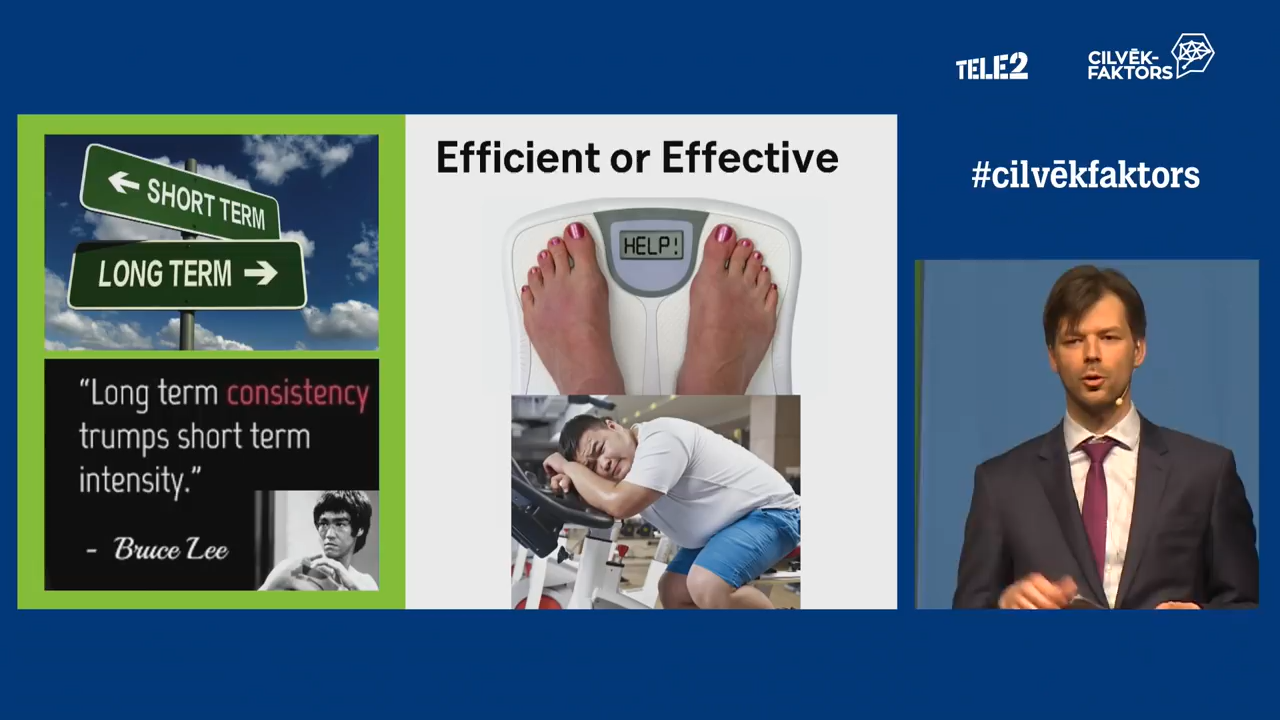 TELE2
CILVĒK-
FAKTORS
#cilvēkfaktors
← SHORT TERM
LONG TERM →
“Long term consistency
trumps short term
intensity.”
- Bruce Lee
Efficient or Effective
HELP!